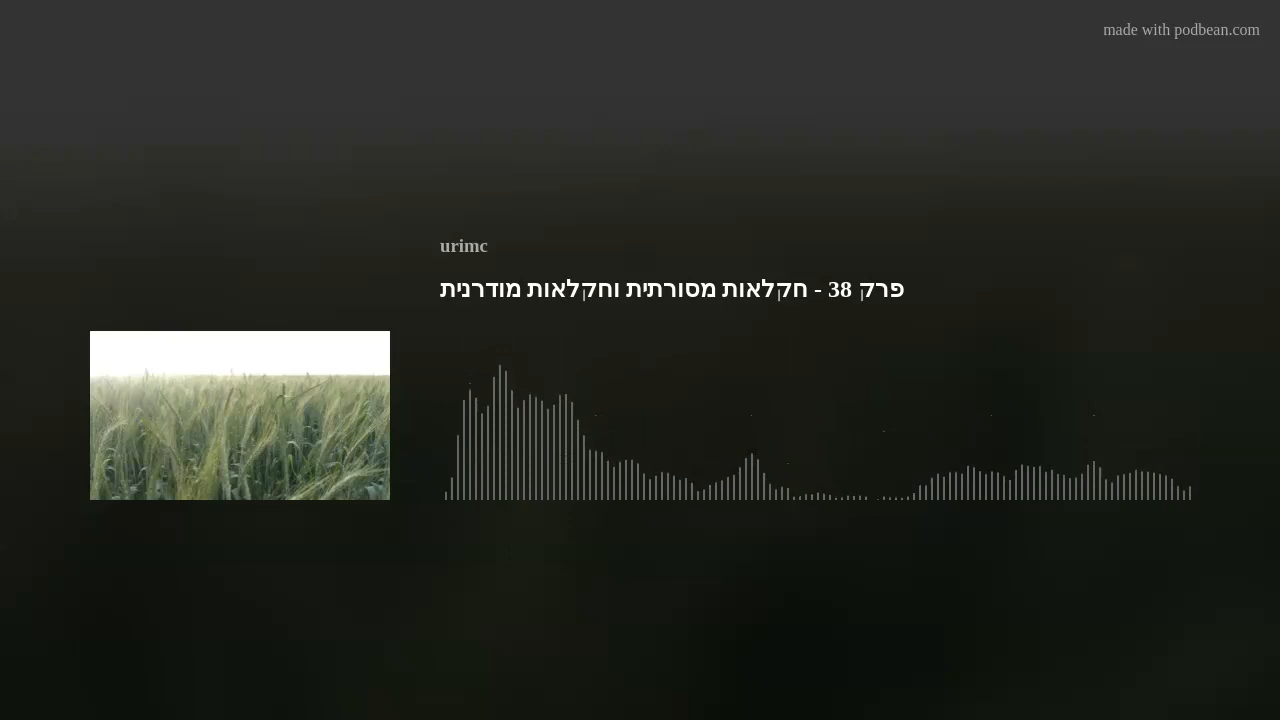 made with podbean.com
urimc
פרק 38 - חקלאות מסורתית וחקלאות מודרנית